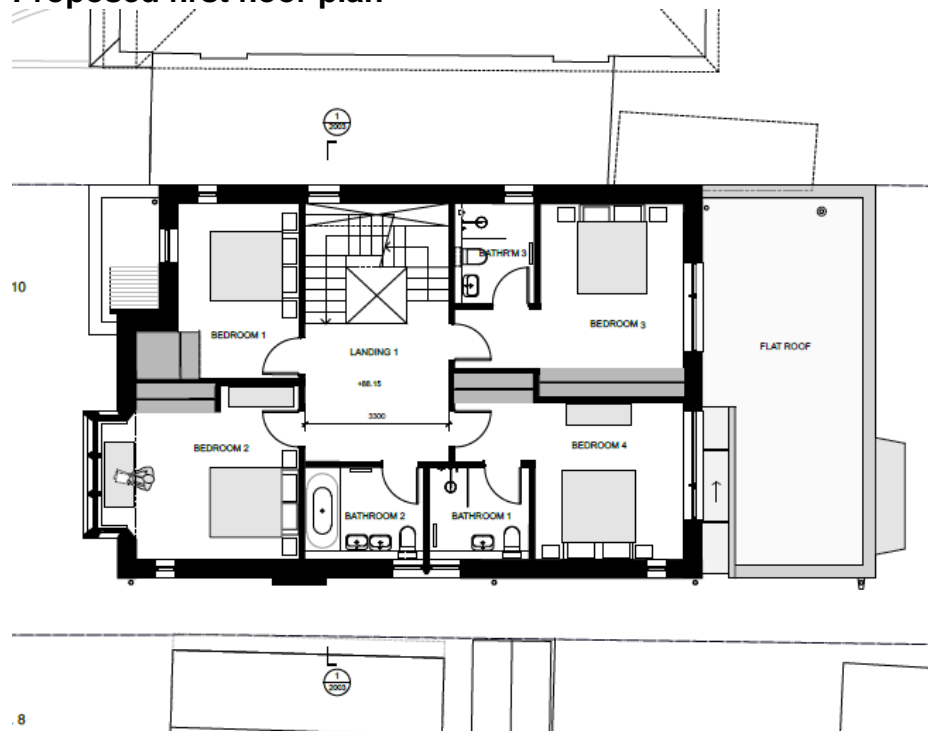 Proposed first floor plan
1
2003
10
BATHR'M 3
BEDROOM 1
BEDROOM 3
LANDING 1
FLAT ROOF
+88.15
3300
BEDROOM 2
BEDROOM 4
BATHROOM 2
BATHROOM 1
1
2003
. 8